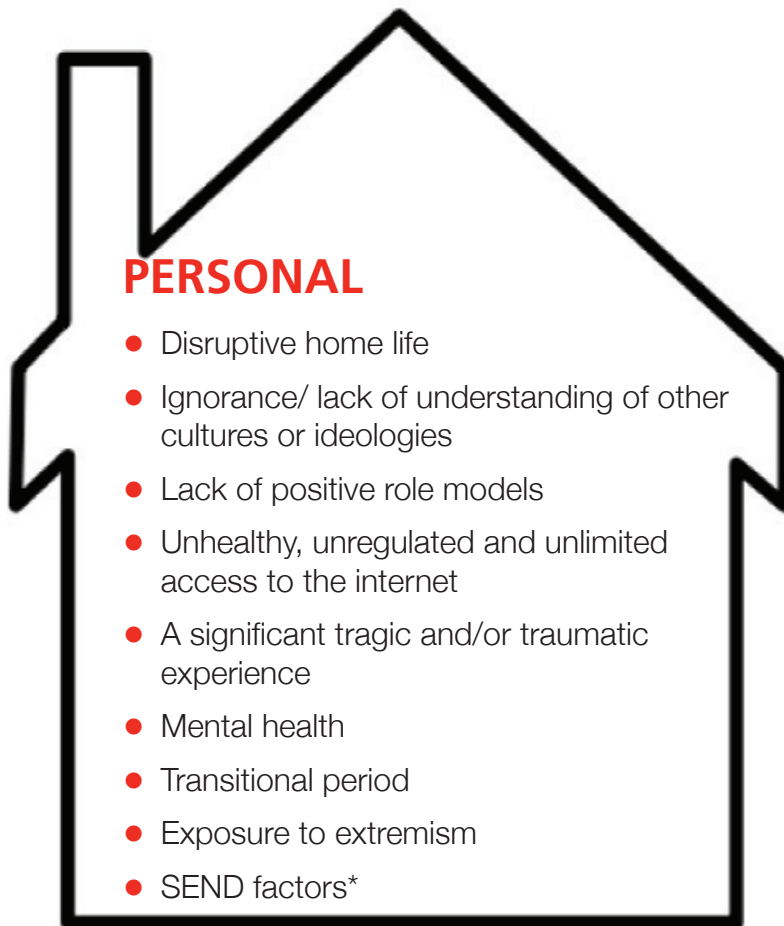 PERSONAL
● Disruptive home life
● Ignorance/ lack of understanding of other
cultures or ideologies
● Lack of positive role models
● Unhealthy, unregulated and unlimited
access to the internet
● A significant tragic and/or traumatic
experience
● Mental health
● Transitional period
● Exposure to extremism
● SEND factors*